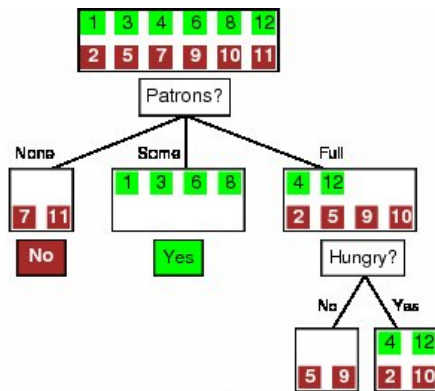 1 3 4 6 8 12
2 5 7 9 10 11
Patrons?
None Some Full
1 3 6 8 4 12
7 11 2 5 9 10
No Yes Hungry?
No Yes
4 12
5 9 2 10